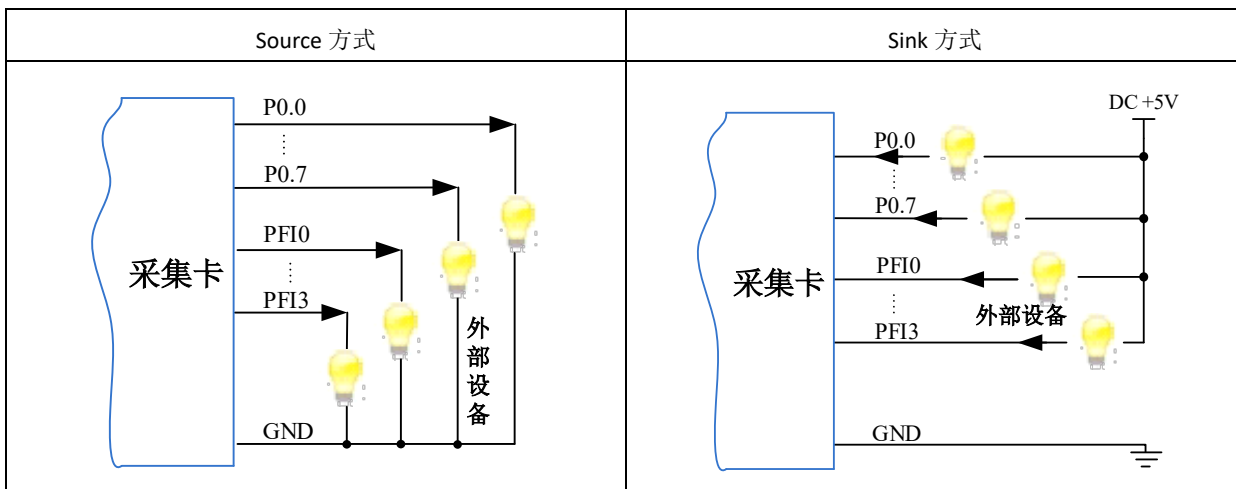 Source 方式
Sink 方式
P0.0
P0.7
PFI0
PFI3
GND
采集卡
外部设备
DC +5V
P0.0
P0.7
PFI0
PFI3
GND
采集卡
外部设备